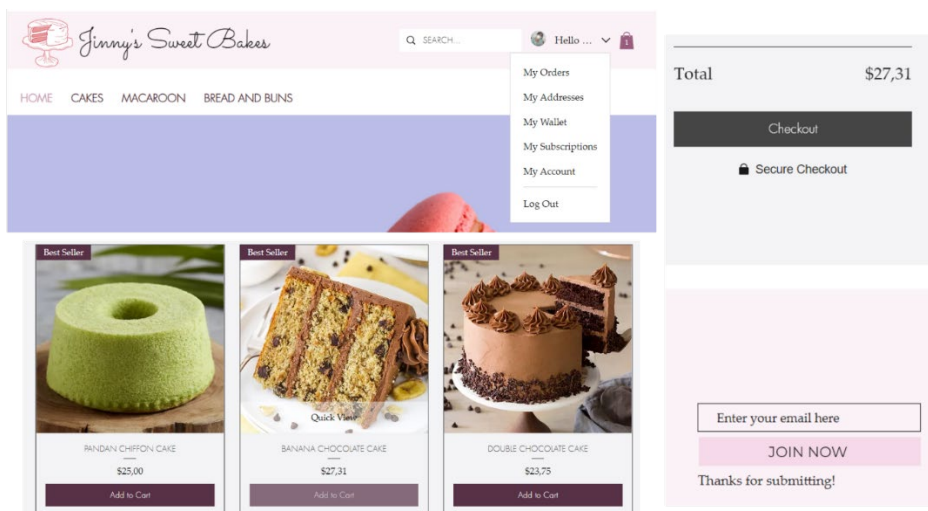 Jinny's Sweet Bakes
SEARCH...
Hello ...
1
My Orders
My Addresses
My Wallet
My Subscriptions
My Account
Log Out
HOME CAKES MACAROON BREAD AND BUNS
Best Seller
PANDAN CHIFFON CAKE
$25,00
Add to Cart
Best Seller
Quick View
BANANA CHOCOLATE CAKE
$27,31
Add to Cart
Best Seller
DOUBLE CHOCOLATE CAKE
$23,75
Add to Cart
Total $27,31
Checkout
Secure Checkout
Enter your email here
JOIN NOW
Thanks for submitting!